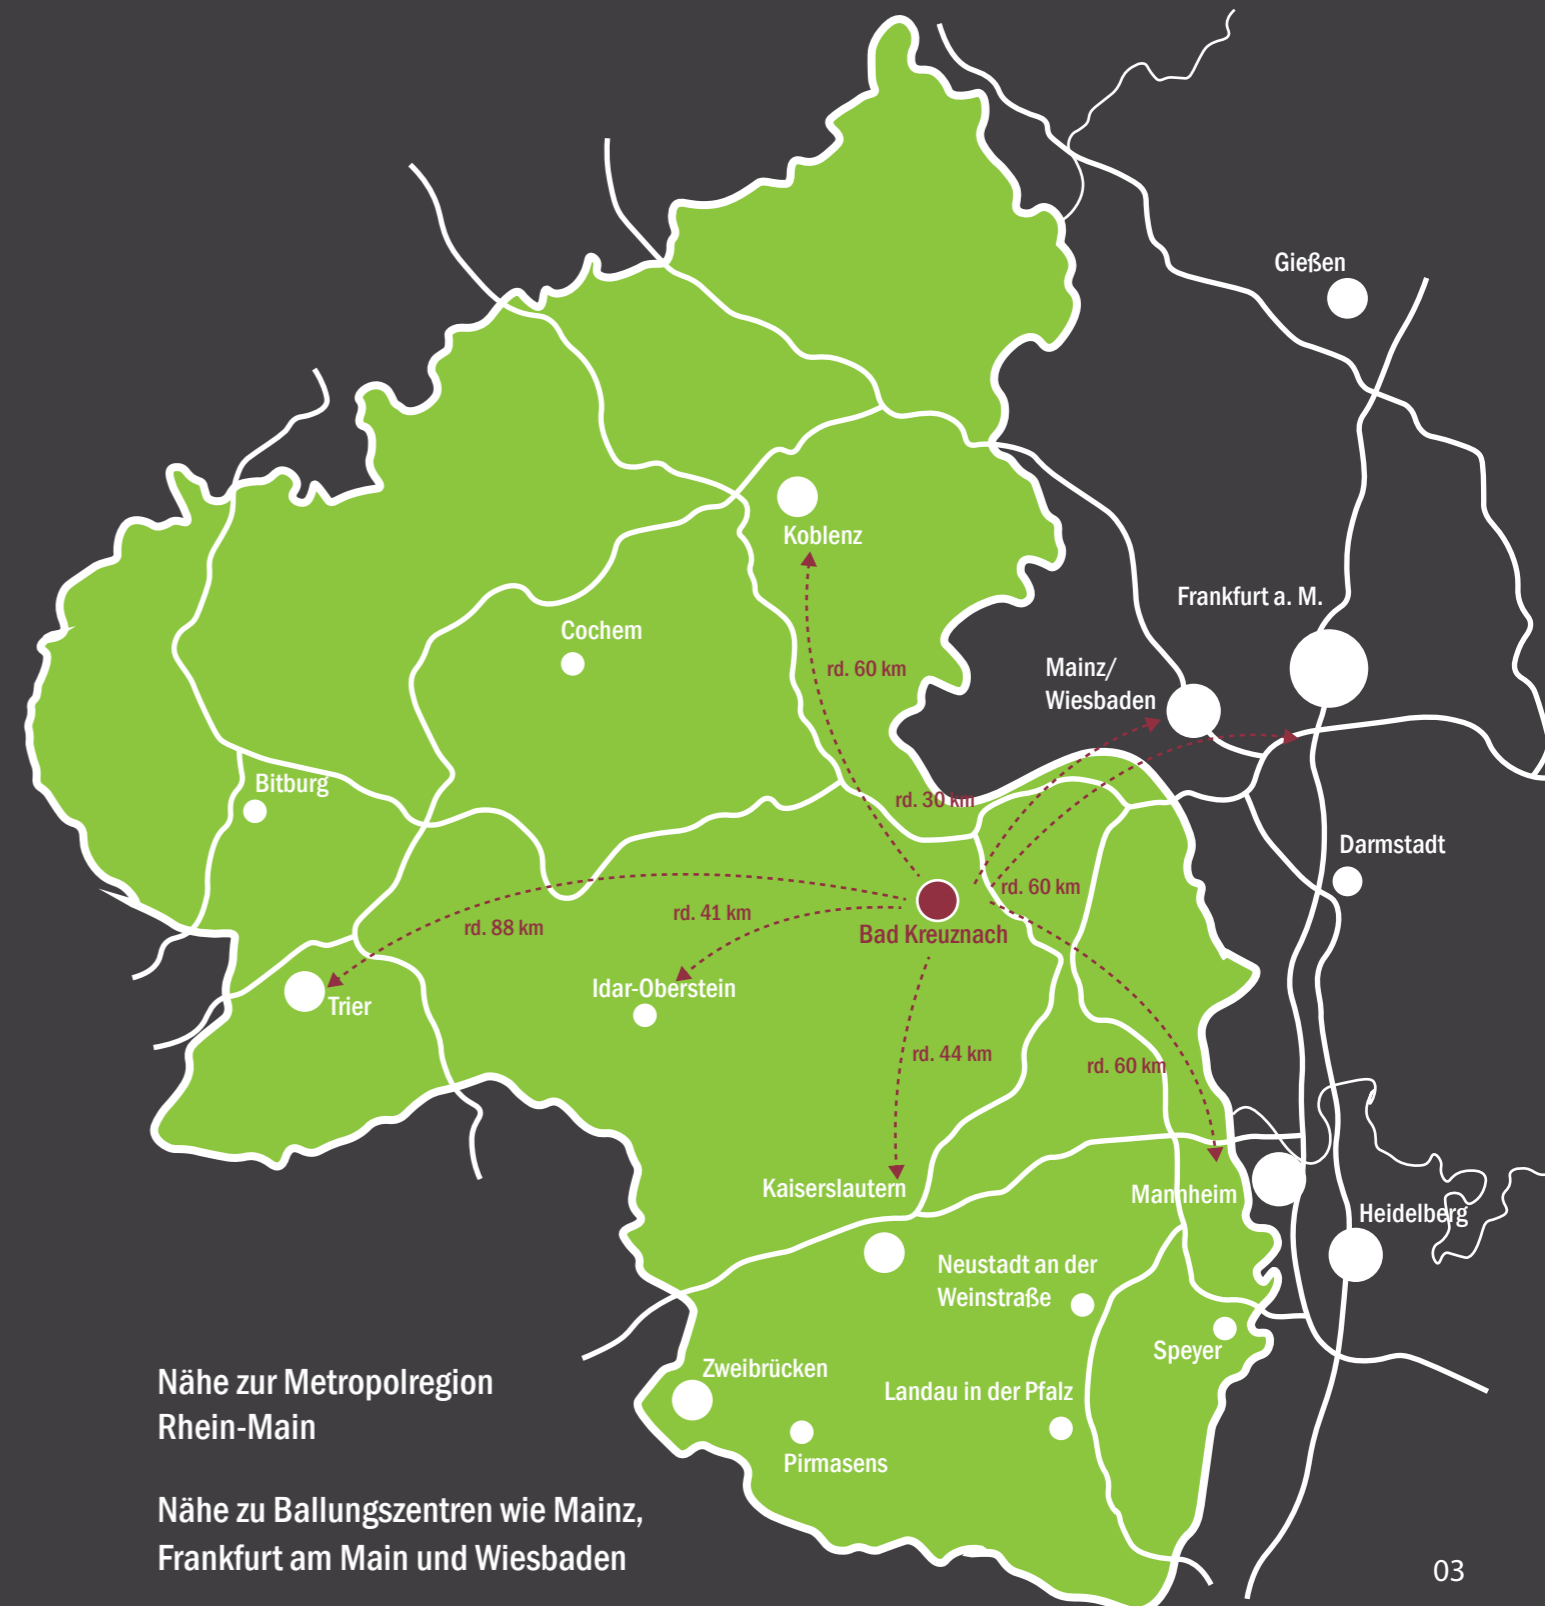 Gießen
Koblenz
Frankfurt a. M.
Cochem
rd. 60 km
Mainz/
Wiesbaden
Bitburg
rd. 30 km
Darmstadt
rd. 60 km
rd. 41 km
rd. 88 km
Bad Kreuznach
Idar-Oberstein
Trier
rd. 44 km
rd. 60 km
Kaiserslautern
Mannheim
Heidelberg
Neustadt an der
Weinstraße
Speyer
Zweibrücken
Landau in der Pfalz
Pirmasens
Nähe zur Metropolregion
Rhein-Main
Nähe zu Ballungszentren wie Mainz,
Frankfurt am Main und Wiesbaden
03